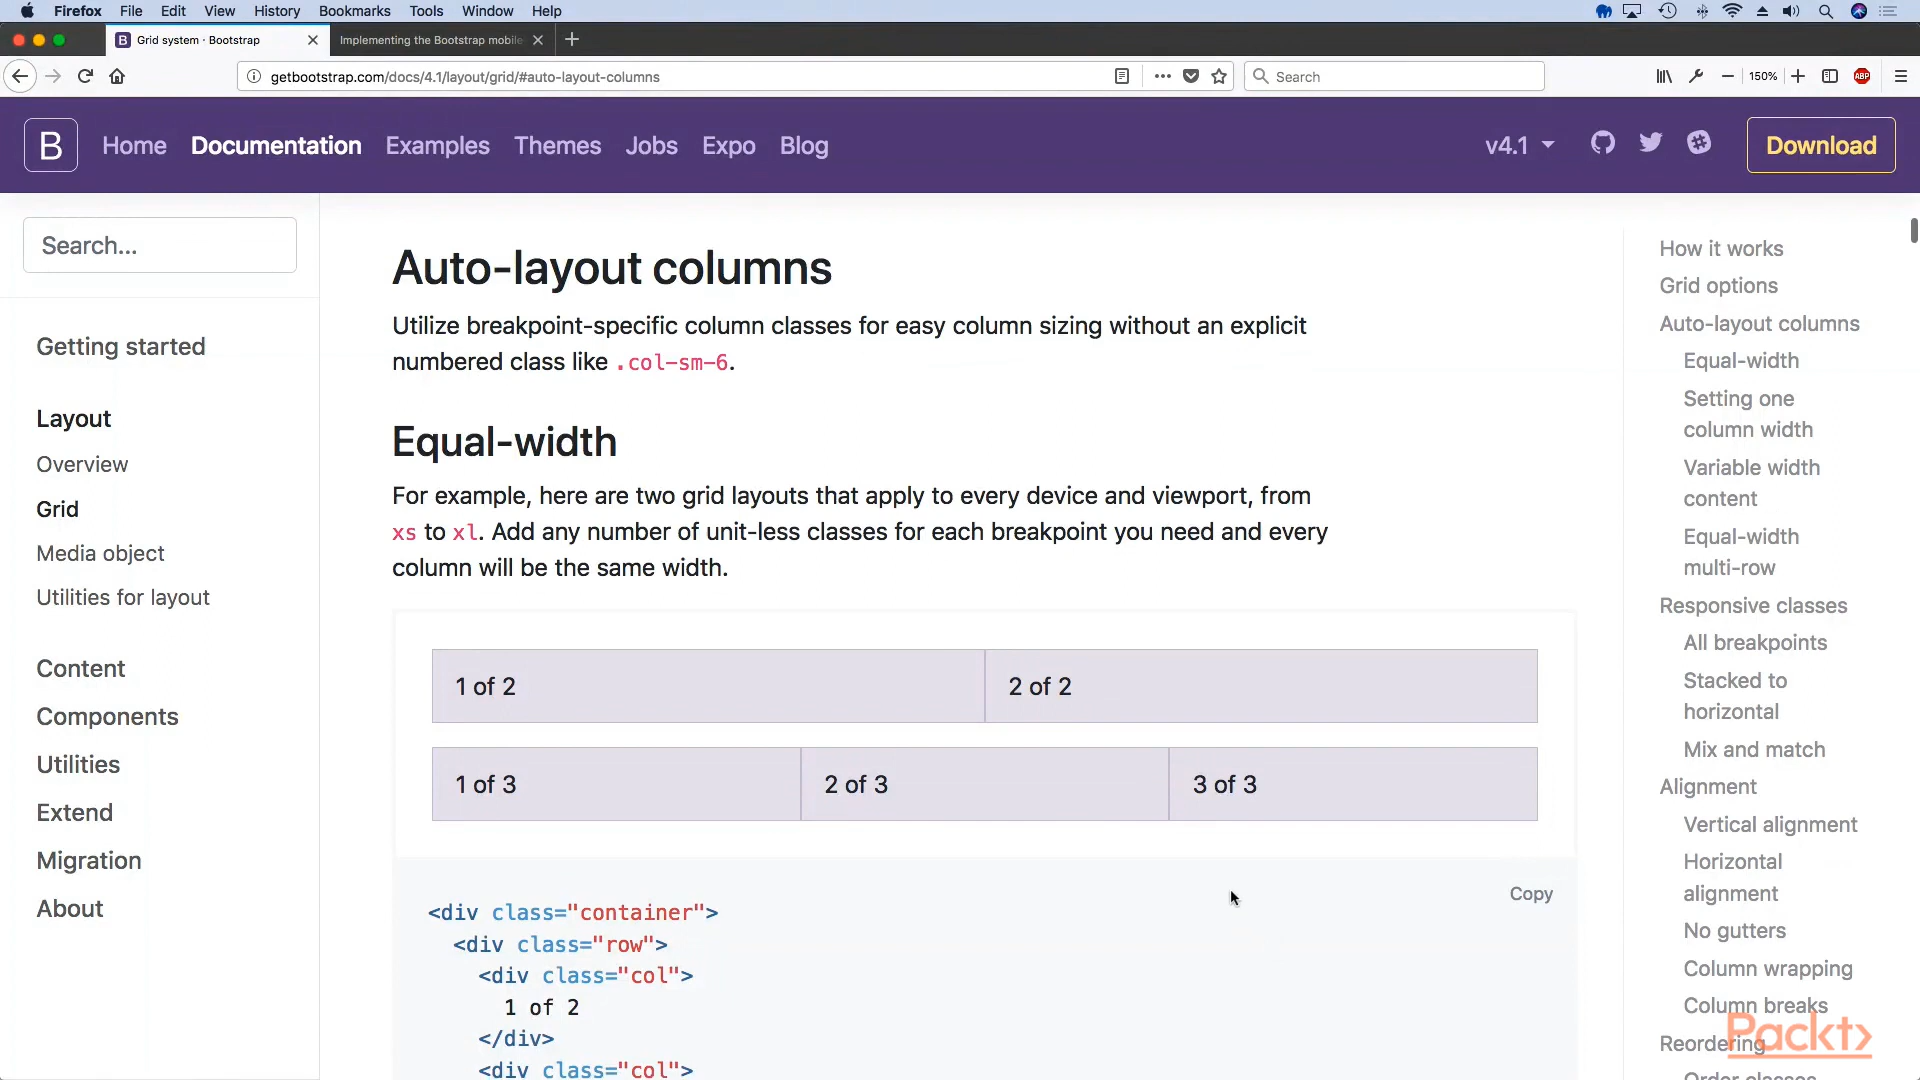 Firefox File Edit View History Bookmarks Tools Window Help
Grid system · Bootstrap
Implementing the Bootstrap mobile
getbootstrap.com/docs/4.1/layout/grid/#auto-layout-columns
Search
150%
ABP
B
Home Documentation Examples Themes Jobs Expo Blog
v4.1
Download
Search...
Getting started
Layout
Overview
Grid
Media object
Utilities for layout
Content
Components
Utilities
Extend
Migration
About
Auto-layout columns
Utilize breakpoint-specific column classes for easy column sizing without an explicit
numbered class like .col-sm-6.
Equal-width
For example, here are two grid layouts that apply to every device and viewport, from
xs to xl. Add any number of unit-less classes for each breakpoint you need and every
column will be the same width.
1 of 2 2 of 2
1 of 3 2 of 3 3 of 3
Copy
<div class="container">
<div class="row">
<div class="col">
1 of 2
</div>
<div class="col">
How it works
Grid options
Auto-layout columns
Equal-width
Setting one
column width
Variable width
content
Equal-width
multi-row
Responsive classes
All breakpoints
Stacked to
horizontal
Mix and match
Alignment
Vertical alignment
Horizontal
alignment
No gutters
Column wrapping
Column breaks
Reordering
Order classes
Packt>